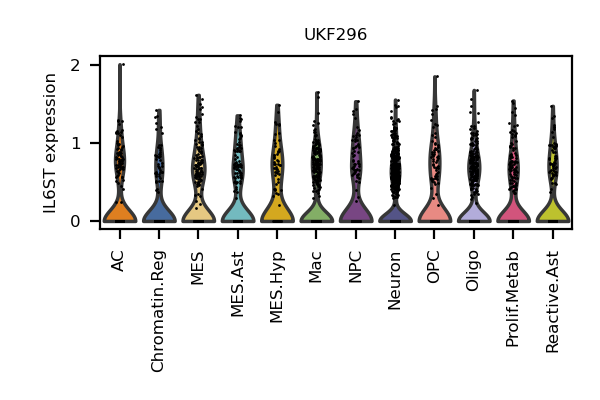 UKF296
IL6ST expression
2
1
0
AC
Chromatin.Reg
MES
MES.Ast
MES.Hyp
Mac
NPC
Neuron
OPC
Oligo
Prolif.Metab
Reactive.Ast